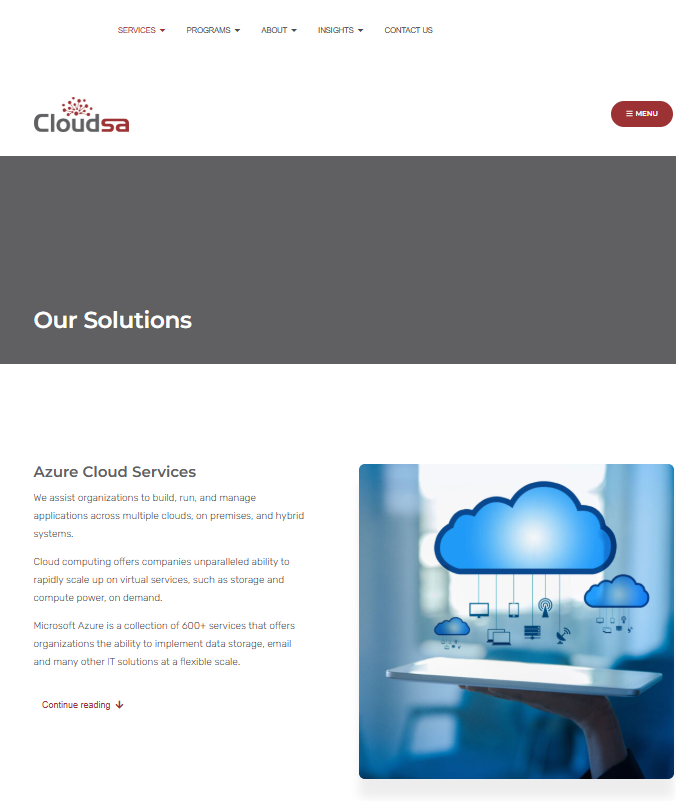 SERVICES PROGRAMS ABOUT INSIGHTS CONTACT US
Cloudsa
MENU
Our Solutions
Azure Cloud Services
We assist organizations to build, run, and manage
applications across multiple clouds, on premises, and hybrid
systems.
Cloud computing offers companies unparalleled ability to
rapidly scale up on virtual services, such as storage and
compute power, on demand.
Microsoft Azure is a collection of 600+ services that offers
organizations the ability to implement data storage, email
and many other IT solutions at a flexible scale.
Continue reading